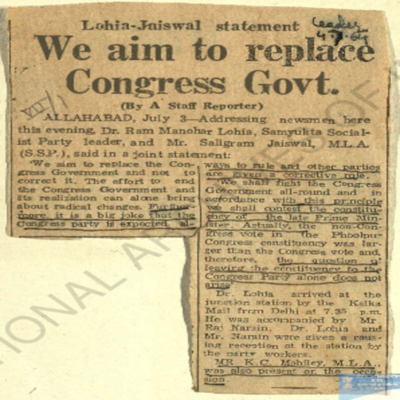 Lohia-Jaiswal statement
Leader
4-7-64
We aim to replace
Congress Govt.
(By A Staff Reporter)
VII/1
ALLAHABAD, July 3—Addressing newsmen here
this evening, Dr. Ram Manohar Lohia, Samyukta Social-
ist Party leader, and Mr. Saligram Jaiswal, M.L.A.
(S.S.P.), said in a joint statement:
"We aim to replace the Con-
gress Government and not to
correct it. The effort to end
the Congress Government and
its realization can alone bring
about radical changes. Further-
more, it is a big joke that the
Congress party is expected al-
ways to rule and other parties
are given a corrective role.
"We shall fight the Congress
Government all-round and in
accordance with this principle
we shall contest the constitu-
ency of the late Prime Min-
ister. Actually, the non-Con-
gress vote in the Phoolpur
Congress constituency was lar-
ger than the Congress vote and,
therefore, the question of
leaving the constituency to the
Congress Party alone does not
arise."
Dr. Lohia arrived at the
junction station by the Kalka
Mail from Delhi at 7.35 p.m.
He was accompanied by Mr.
Raj Narain. Dr. Lohia and
Mr. Narain were given a rous-
ing reception at the station by
the party workers.
MR. K.C. M.L.A.,
was also present on the occa-
sion.